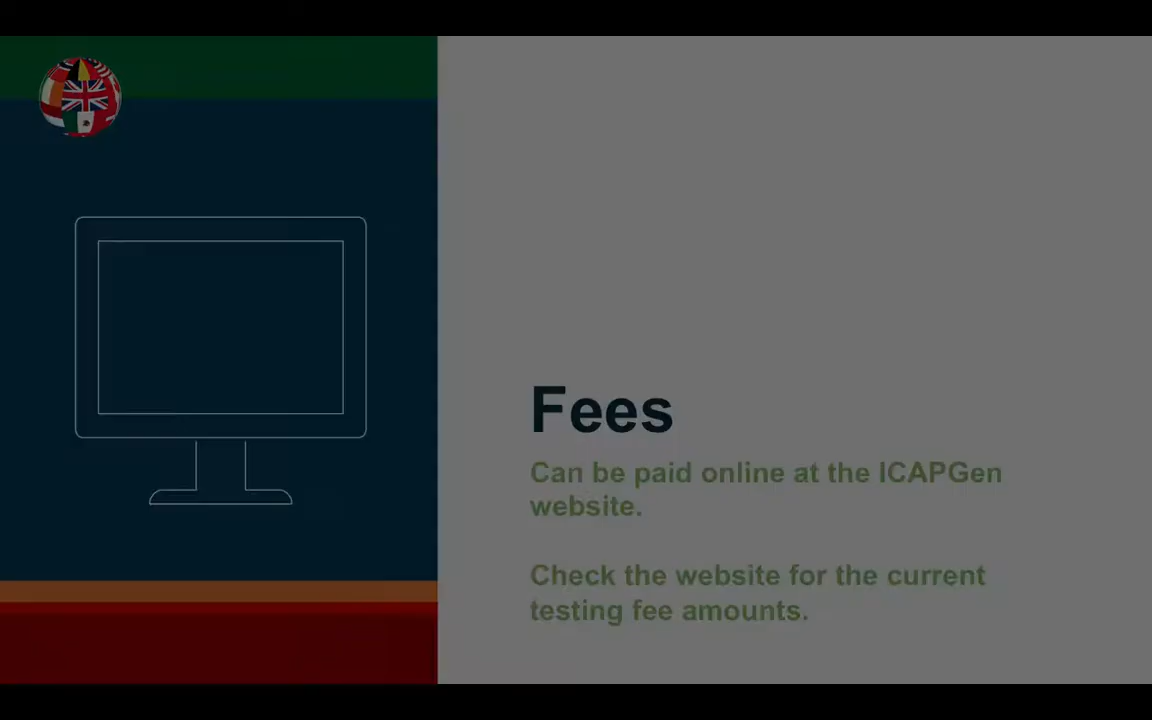 Fees
Can be paid online at the ICAPGen
website.
Check the website for the current
testing fee amounts.